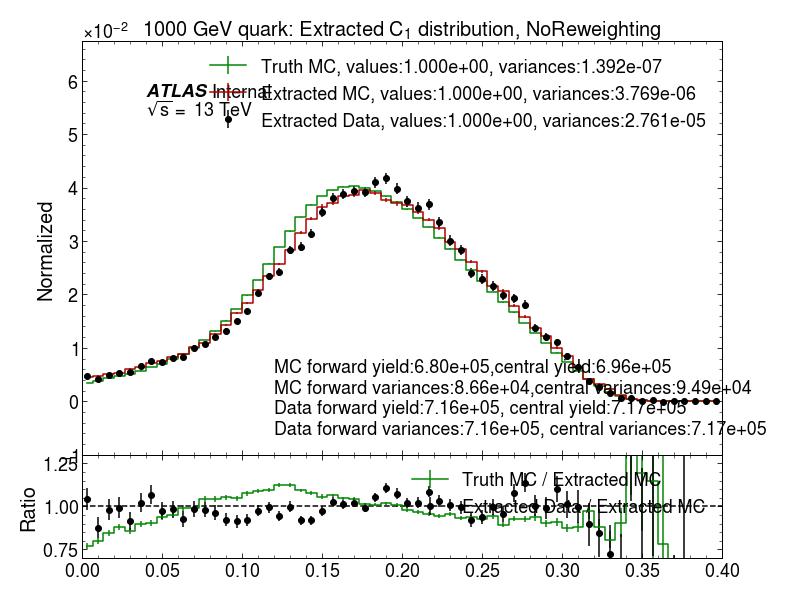 ×10⁻² 1000 GeV quark: Extracted C₁ distribution, NoReweighting
Truth MC, values:1.000e+00, variances:1.392e-07
ATLAS Internal
Extracted MC, values:1.000e+00, variances:3.769e-06
√s = 13 TeV
Extracted Data, values:1.000e+00, variances:2.761e-05
6
5
4
3
2
1
0
-1
Normalized
MC forward yield:6.80e+05,central yield:6.96e+05
MC forward variances:8.66e+04,central variances:9.49e+04
Data forward yield:7.16e+05, central yield:7.17e+05
Data forward variances:7.16e+05, central variances:7.17e+05
1.25
1.00
0.75
Ratio
Truth MC / Extracted MC
Extracted Data / Extracted MC
0.00 0.05 0.10 0.15 0.20 0.25 0.30 0.35 0.40